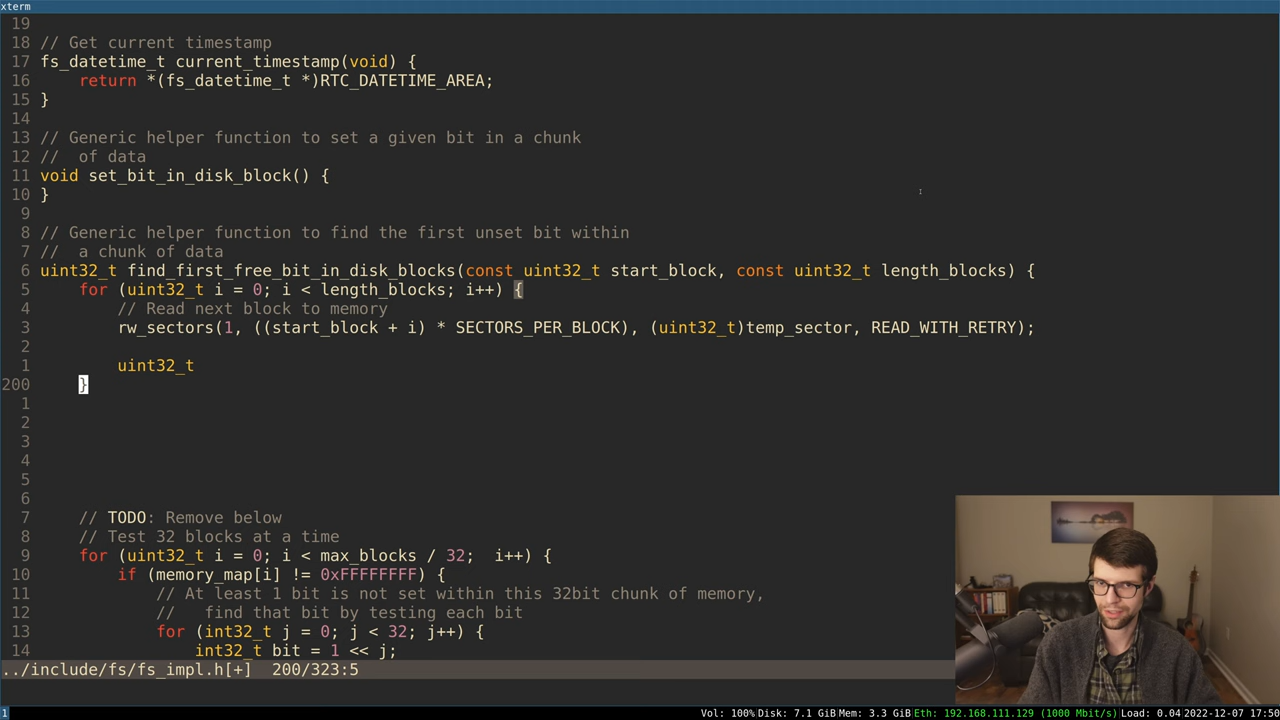 xterm
19
18 // Get current timestamp
17 fs_datetime_t current_timestamp(void) {
16     return *(fs_datetime_t *)RTC_DATETIME_AREA;
15 }
14
13 // Generic helper function to set a given bit in a chunk
12 //  of data
11 void set_bit_in_disk_block() {
10 }
9
8 // Generic helper function to find the first unset bit within
7 //  a chunk of data
6 uint32_t find_first_free_bit_in_disk_blocks(const uint32_t start_block, const uint32_t length_blocks) {
5     for (uint32_t i = 0; i < length_blocks; i++) {
4         // Read next block to memory
3         rw_sectors(1, ((start_block + i) * SECTORS_PER_BLOCK), (uint32_t)temp_sector, READ_WITH_RETRY);
2
1         uint32_t
200     }
1
2
3
4
5
6
7     // TODO: Remove below
8     // Test 32 blocks at a time
9     for (uint32_t i = 0; i < max_blocks / 32;  i++) {
10         if (memory_map[i] != 0xFFFFFFFF) {
11             // At least 1 bit is not set within this 32bit chunk of memory,
12             //   find that bit by testing each bit
13             for (int32_t j = 0; j < 32; j++) {
14                 int32_t bit = 1 << j;
../include/fs/fs_impl.h[+]  200/323:5
1 Vol: 100% Disk: 7.1 GiB Mem: 3.3 GiB Eth: 192.168.111.129 (1000 Mbit/s) Load: 0.04 2022-12-07 17:50